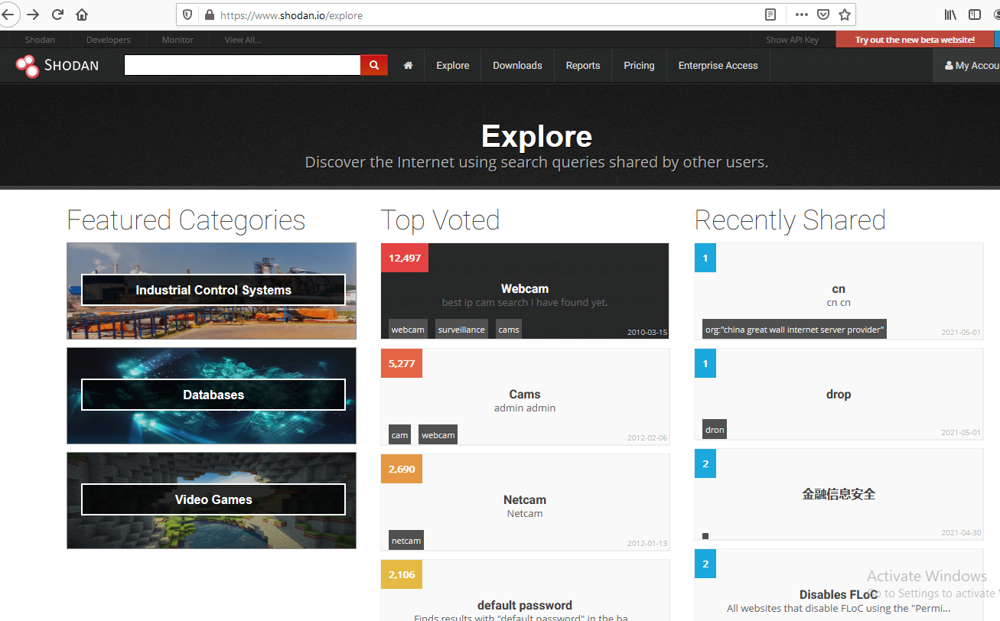 https://www.shodan.io/explore
Shodan
Developers
Monitor
View All...
Show API Key
Try out the new beta website!
SHODAN
Explore
Downloads
Reports
Pricing
Enterprise Access
My Accou
Explore
Discover the Internet using search queries shared by other users.
Featured Categories
Industrial Control Systems
Databases
Video Games
Top Voted
12,497
Webcam
best ip cam search I have found yet.
webcam surveillance cams
2010-03-15
5,277
Cams
admin admin
cam webcam
2012-02-06
2,690
Netcam
Netcam
netcam
2012-01-13
2,106
default password
Finds results with "default password" in the ba
Recently Shared
1
cn
cn cn
org:"china great wall internet server provider"
2021-05-01
1
drop
dron
2021-05-01
2
金融信息安全
2021-04-30
2
Disables FLoC
All websites that disable FLoC using the "Permi...
Activate Windows
Go to Settings to activate